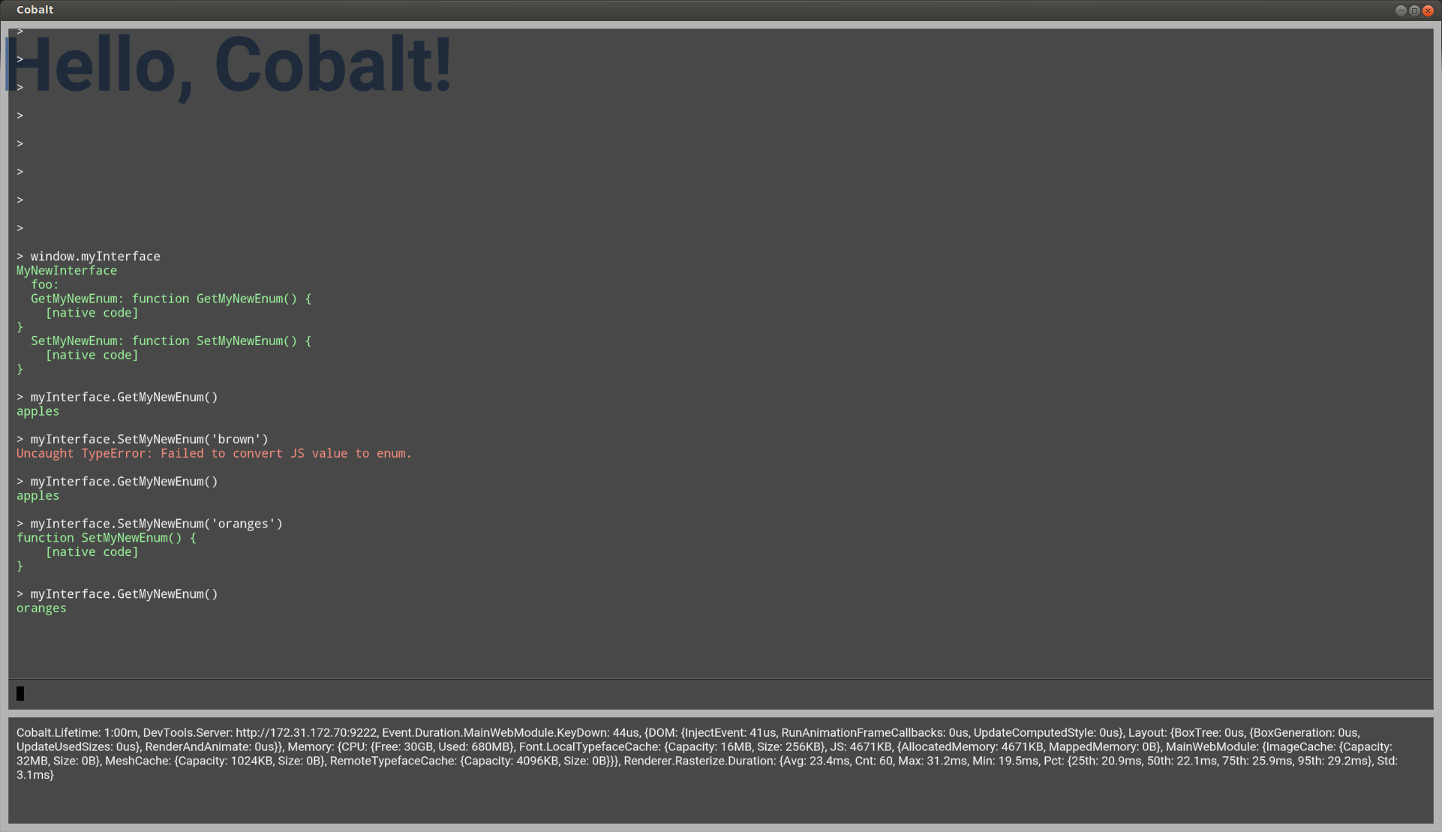 Cobalt
>
Hello, Cobalt!
>
>
>
>
>
>
>
> window.myInterface
MyNewInterface
  foo:
  GetMyNewEnum: function GetMyNewEnum() {
    [native code]
}
  SetMyNewEnum: function SetMyNewEnum() {
    [native code]
}
> myInterface.GetMyNewEnum()
apples
> myInterface.SetMyNewEnum('brown')
Uncaught TypeError: Failed to convert JS value to enum.
> myInterface.GetMyNewEnum()
apples
> myInterface.SetMyNewEnum('oranges')
function SetMyNewEnum() {
    [native code]
}
> myInterface.GetMyNewEnum()
oranges
Cobalt.Lifetime: 1:00m, DevTools.Server: http://172.31.172.70:9222, Event.Duration.MainWebModule.KeyDown: 44us, {DOM: {InjectEvent: 41us, RunAnimationFrameCallbacks: 0us, UpdateComputedStyle: 0us}, Layout: {BoxTree: 0us, {BoxGeneration: 0us,
UpdateUsedSizes: 0us}, RenderAndAnimate: 0us}}, Memory: {CPU: {Free: 30GB, Used: 680MB}, Font.LocalTypefaceCache: {Capacity: 16MB, Size: 256KB}, JS: 4671KB, {AllocatedMemory: 4671KB, MappedMemory: 0B}, MainWebModule: {ImageCache: {Capacity:
32MB, Size: 0B}, MeshCache: {Capacity: 1024KB, Size: 0B}, RemoteTypefaceCache: {Capacity: 4096KB, Size: 0B}}}, Renderer.Rasterize.Duration: {Avg: 23.4ms, Cnt: 60, Max: 31.2ms, Min: 19.5ms, Pct: {25th: 20.9ms, 50th: 22.1ms, 75th: 25.9ms, 95th: 29.2ms}, Std:
3.1ms}